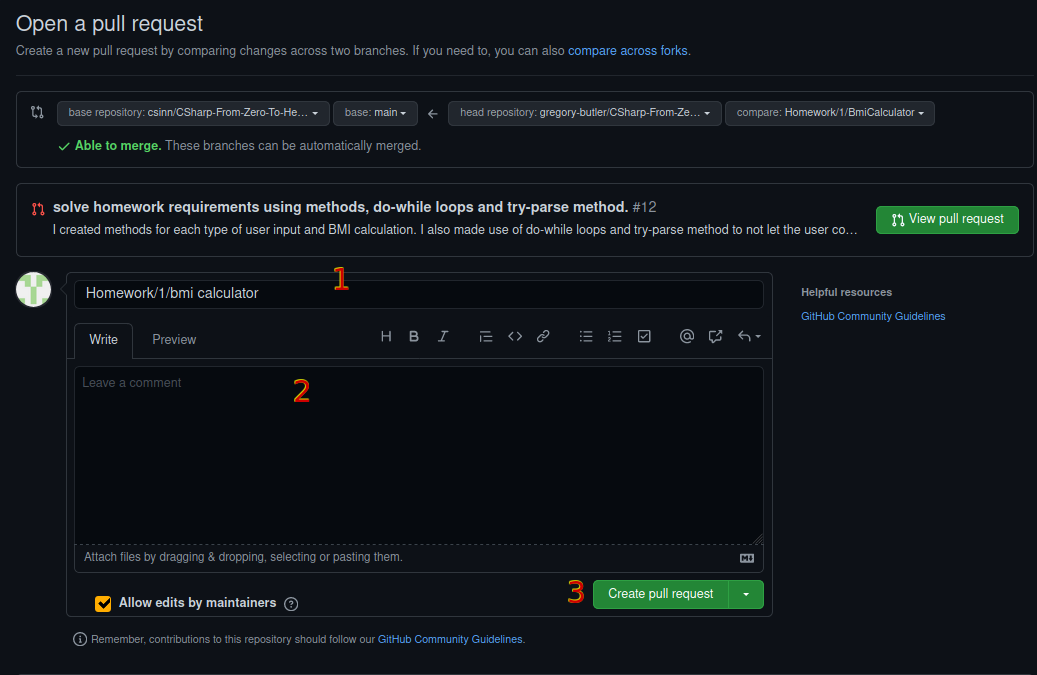 Open a pull request
Create a new pull request by comparing changes across two branches. If you need to, you can also compare across forks.
base repository: csinn/CSharp-From-Zero-To-He... base: main ← head repository: gregory-butler/CSharp-From-Ze... compare: Homework/1/BmiCalculator
Able to merge. These branches can be automatically merged.
solve homework requirements using methods, do-while loops and try-parse method. #12
I created methods for each type of user input and BMI calculation. I also made use of do-while loops and try-parse method to not let the user co...
View pull request
1
Homework/1/bmi calculator
Helpful resources
GitHub Community Guidelines
Write Preview
2
Leave a comment
Attach files by dragging & dropping, selecting or pasting them.
3
Allow edits by maintainers
Create pull request
Remember, contributions to this repository should follow our GitHub Community Guidelines.